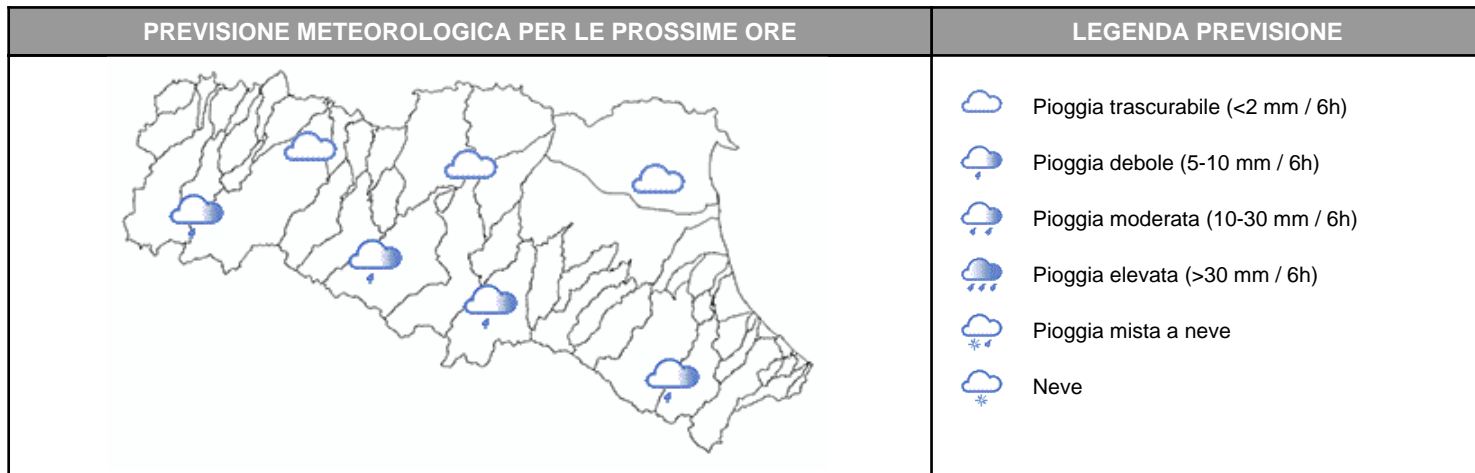 PREVISIONE METEOROLOGICA PER LE PROSSIME ORE
LEGENDA PREVISIONE
Pioggia trascurabile (<2 mm / 6h)
Pioggia debole (5-10 mm / 6h)
Pioggia moderata (10-30 mm / 6h)
Pioggia elevata (>30 mm / 6h)
Pioggia mista a neve
Neve